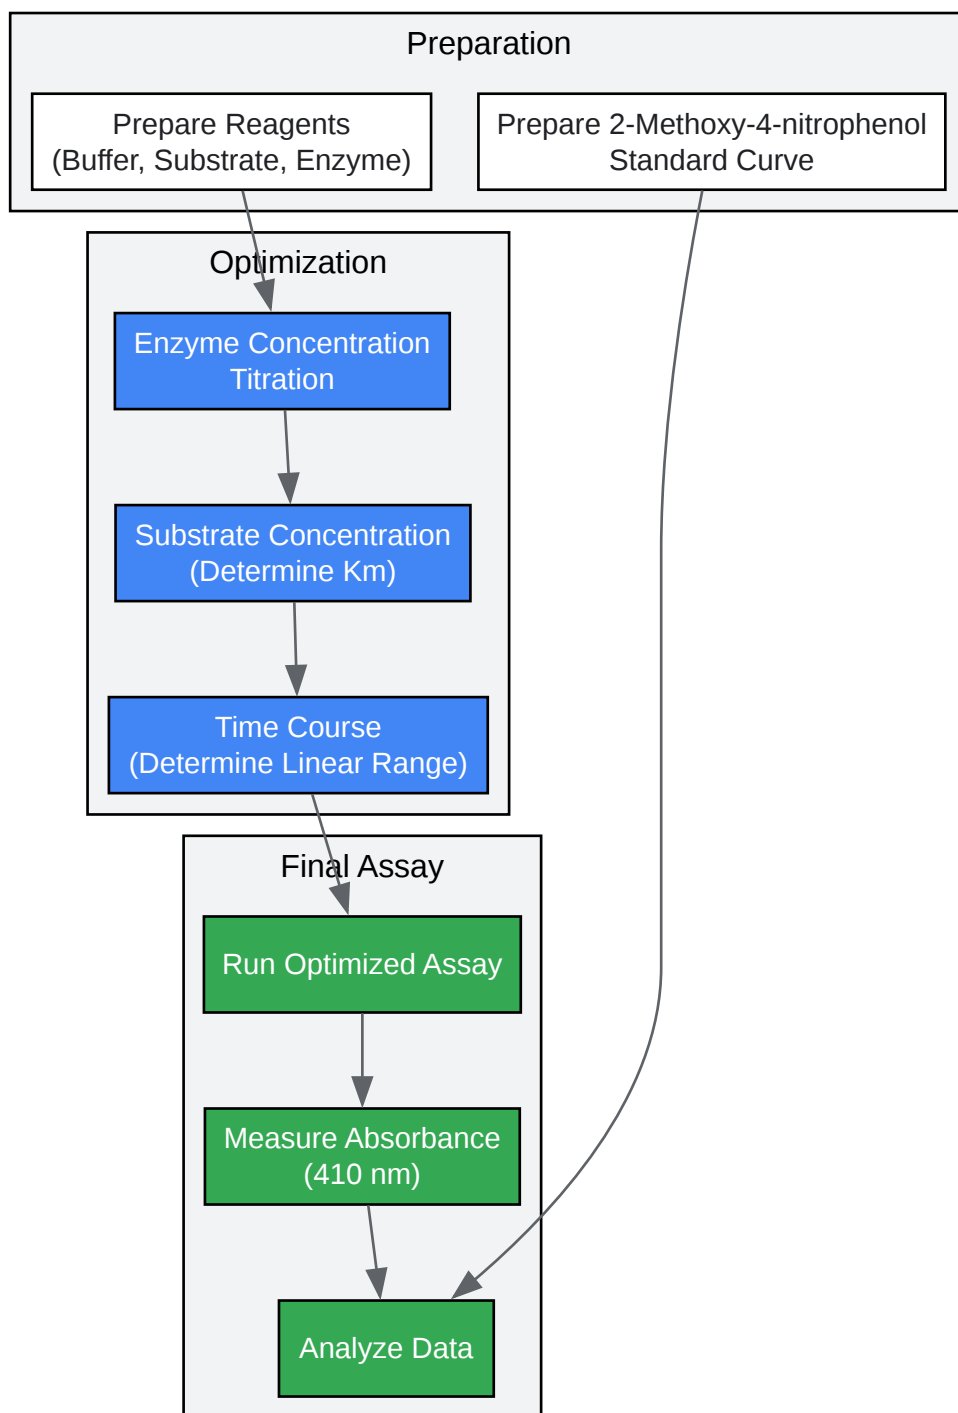 Preparation
Prepare Reagents
(Buffer, Substrate, Enzyme)
Prepare 2-Methoxy-4-nitrophenol
Standard Curve
Optimization
Enzyme Concentration
Titration
Substrate Concentration
(Determine Km)
Time Course
(Determine Linear Range)
Final Assay
Run Optimized Assay
Measure Absorbance
(410 nm)
Analyze Data